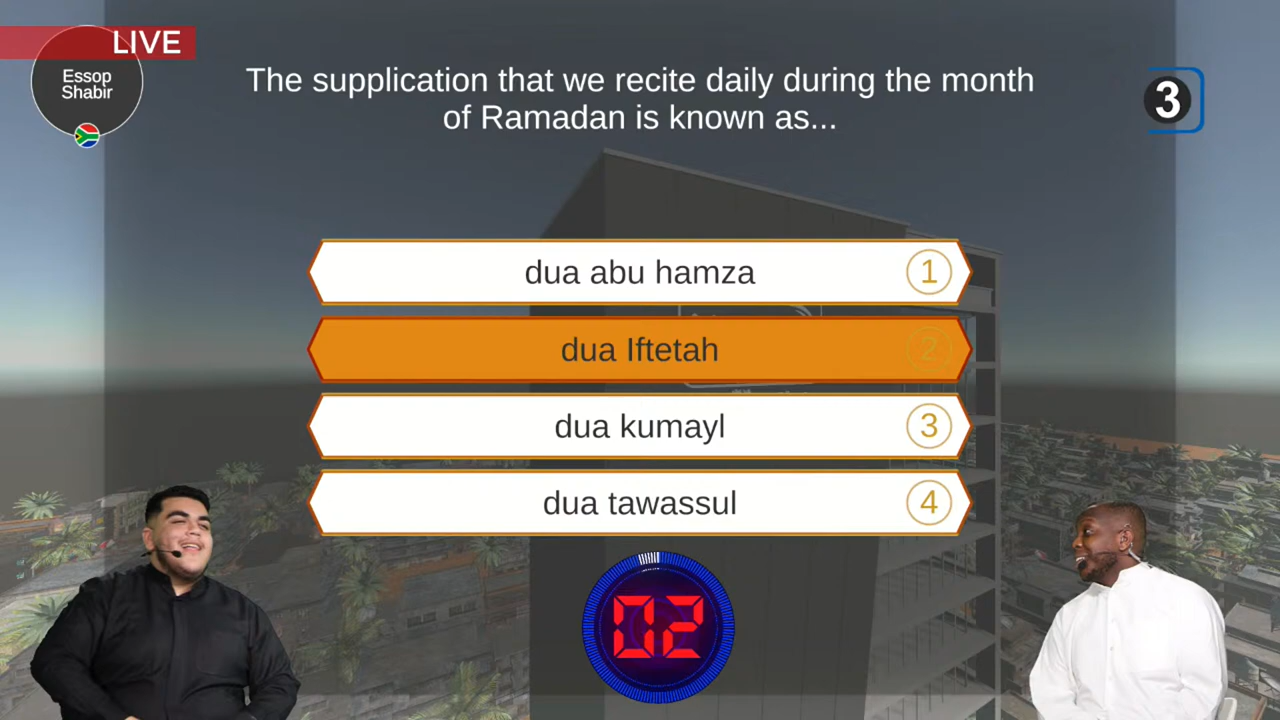 LIVE
Essop
Shabir
The supplication that we recite daily during the month
of Ramadan is known as...
3
dua abu hamza 1
dua Iftetah 2
dua kumayl 3
dua tawassul 4
02